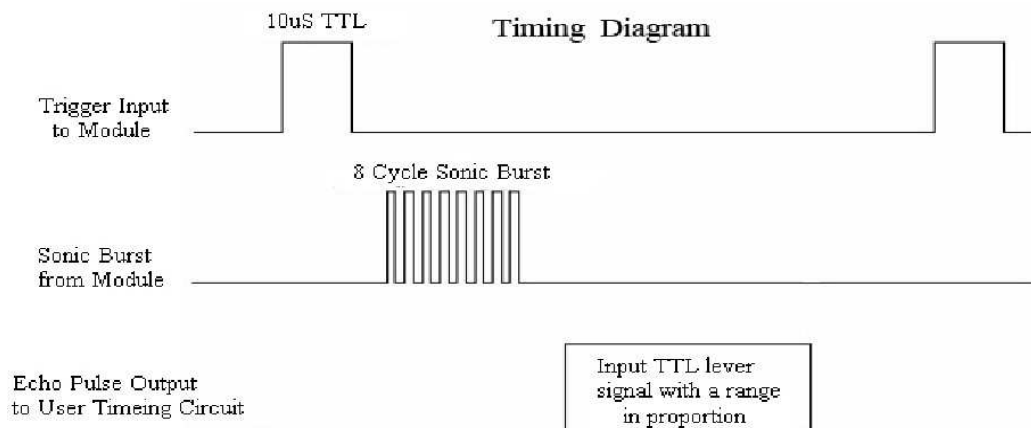 10uS TTL
Timing Diagram
Trigger Input
to Module
8 Cycle Sonic Burst
Sonic Burst
from Module
Echo Pulse Output
to User Timeing Circuit
Input TTL lever
signal with a range
in proportion